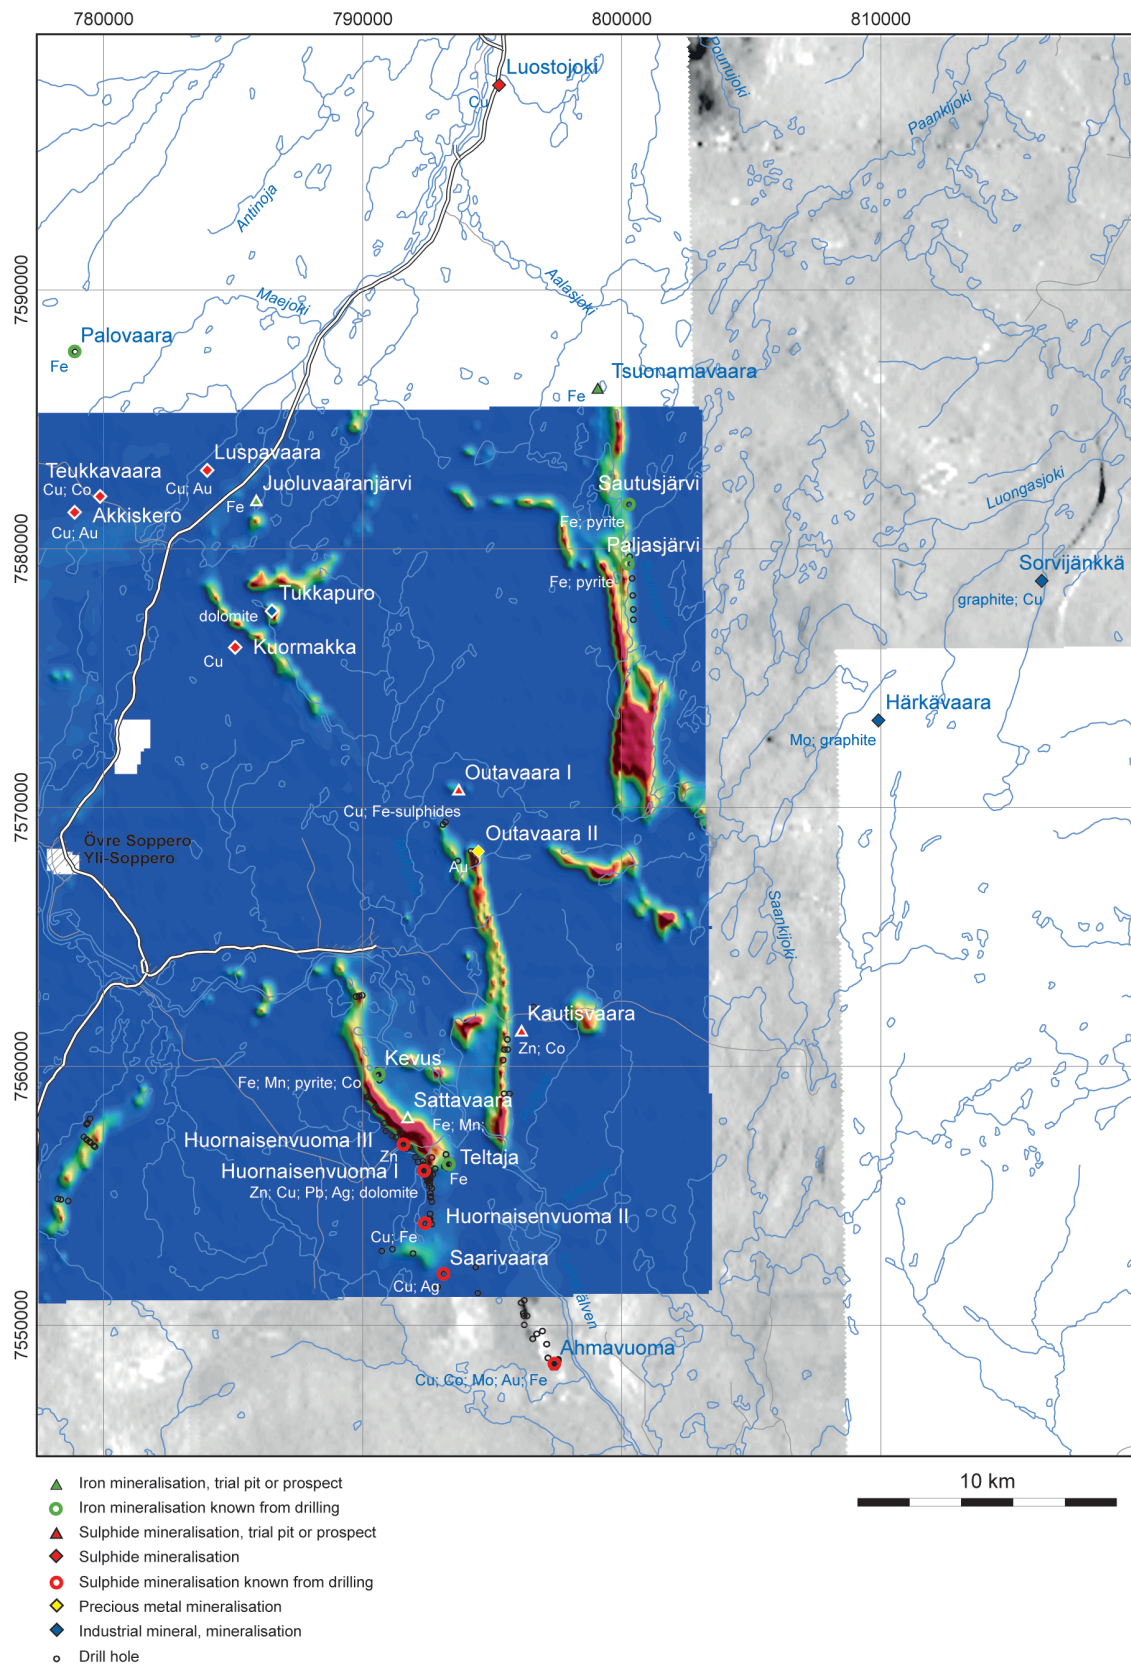 780000
790000
800000
810000
Luostojoki
Cu
Pounujoki
Paankijoki
Antinoja
7590000
Maejoki
Aalasjoki
Palovaara
Fe
Tsuonamavaara
Fe
Luspavaara
Cu; Au
Teukkavaara
Cu; Co
Akkiskero
Cu; Au
Juoluvaaranjärvi
Fe
Sautusjärvi
Fe; pyrite
Luongasjoki
7580000
Paljasjärvi
Fe; pyrite
Sorvijänkkä
graphite; Cu
Tukkapuro
dolomite
Kuormakka
Cu
Härkävaara
Mo; graphite
Outavaara I
Cu; Fe-sulphides
7570000
Outavaara II
Au
Övre Soppero
Yli-Soppero
Saankijoki
Kautisvaara
Zn; Co
7560000
Kevus
Fe; Mn; pyrite; Co
Sattavaara
Fe; Mn;
Huornaisenvuoma III
Zn
Teltaja
Fe
Huornaisenvuoma I
Zn; Cu; Pb; Ag; dolomite
Huornaisenvuoma II
Cu; Fe
Saarivaara
Cu; Ag
7550000
Ahmavuoma
Cu; Co; Mo; Au; Fe
10 km
Iron mineralisation, trial pit or prospect
Iron mineralisation known from drilling
Sulphide mineralisation, trial pit or prospect
Sulphide mineralisation
Sulphide mineralisation known from drilling
Precious metal mineralisation
Industrial mineral, mineralisation
Drill hole